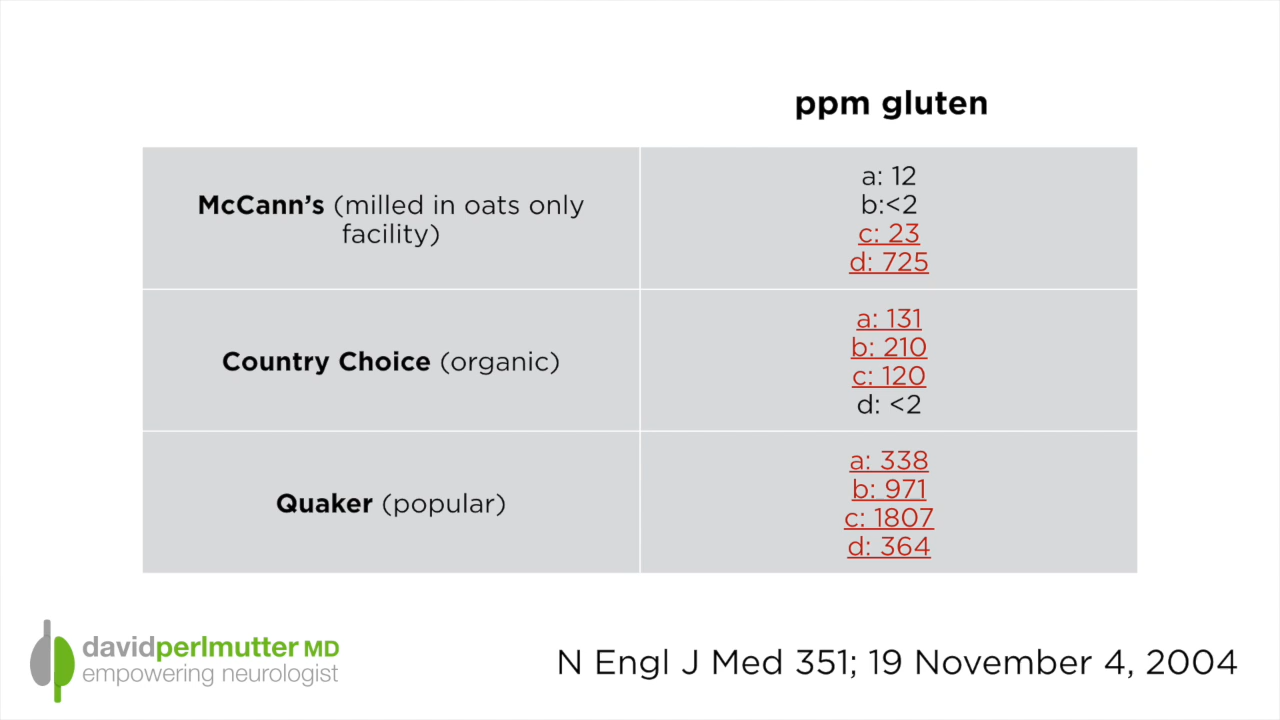 ppm gluten
McCann's (milled in oats only
facility)
a: 12
b:<2
c: 23
d: 725
Country Choice (organic)
a: 131
b: 210
c: 120
d: <2
Quaker (popular)
a: 338
b: 971
c: 1807
d: 364
davidperlmutter MD
empowering neurologist
N Engl J Med 351; 19 November 4, 2004